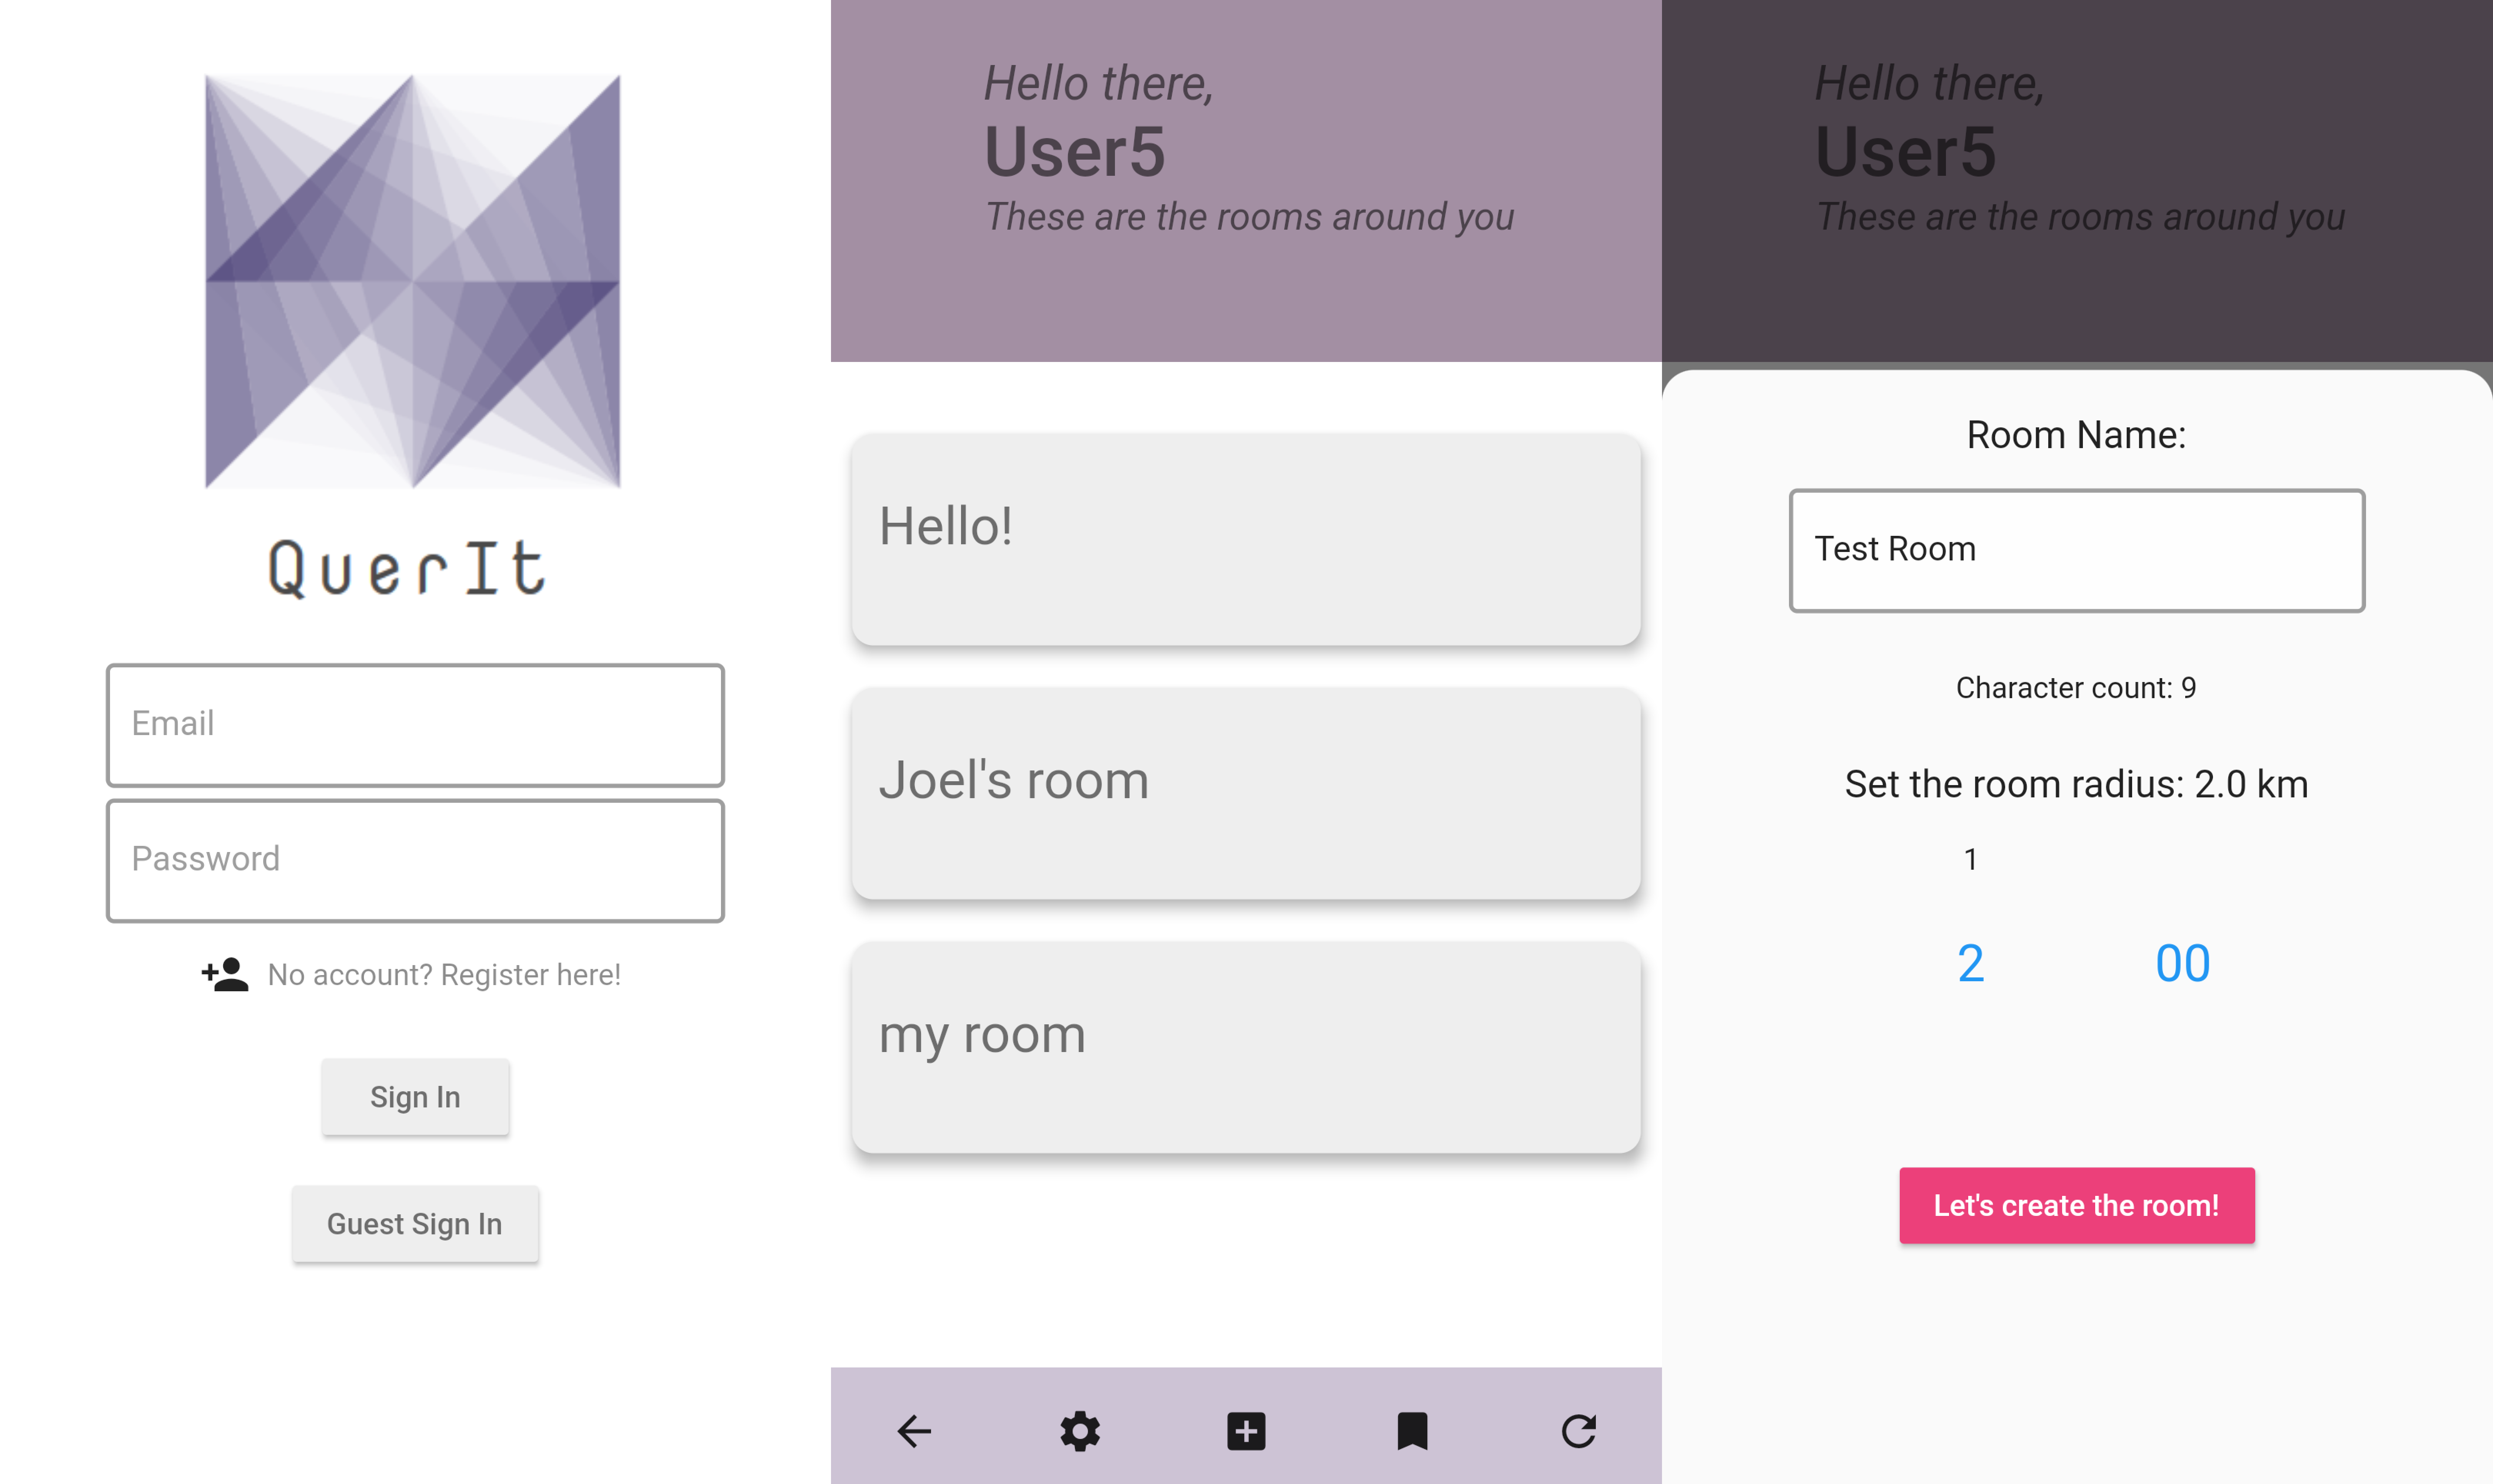 QuerIt
Email
Password
No account? Register here!
Sign In
Guest Sign In
Hello there,
User5
These are the rooms around you
Hello!
Joel's room
my room
Hello there,
User5
These are the rooms around you
Room Name:
Test Room
Character count: 9
Set the room radius: 2.0 km
1
2 00
Let's create the room!